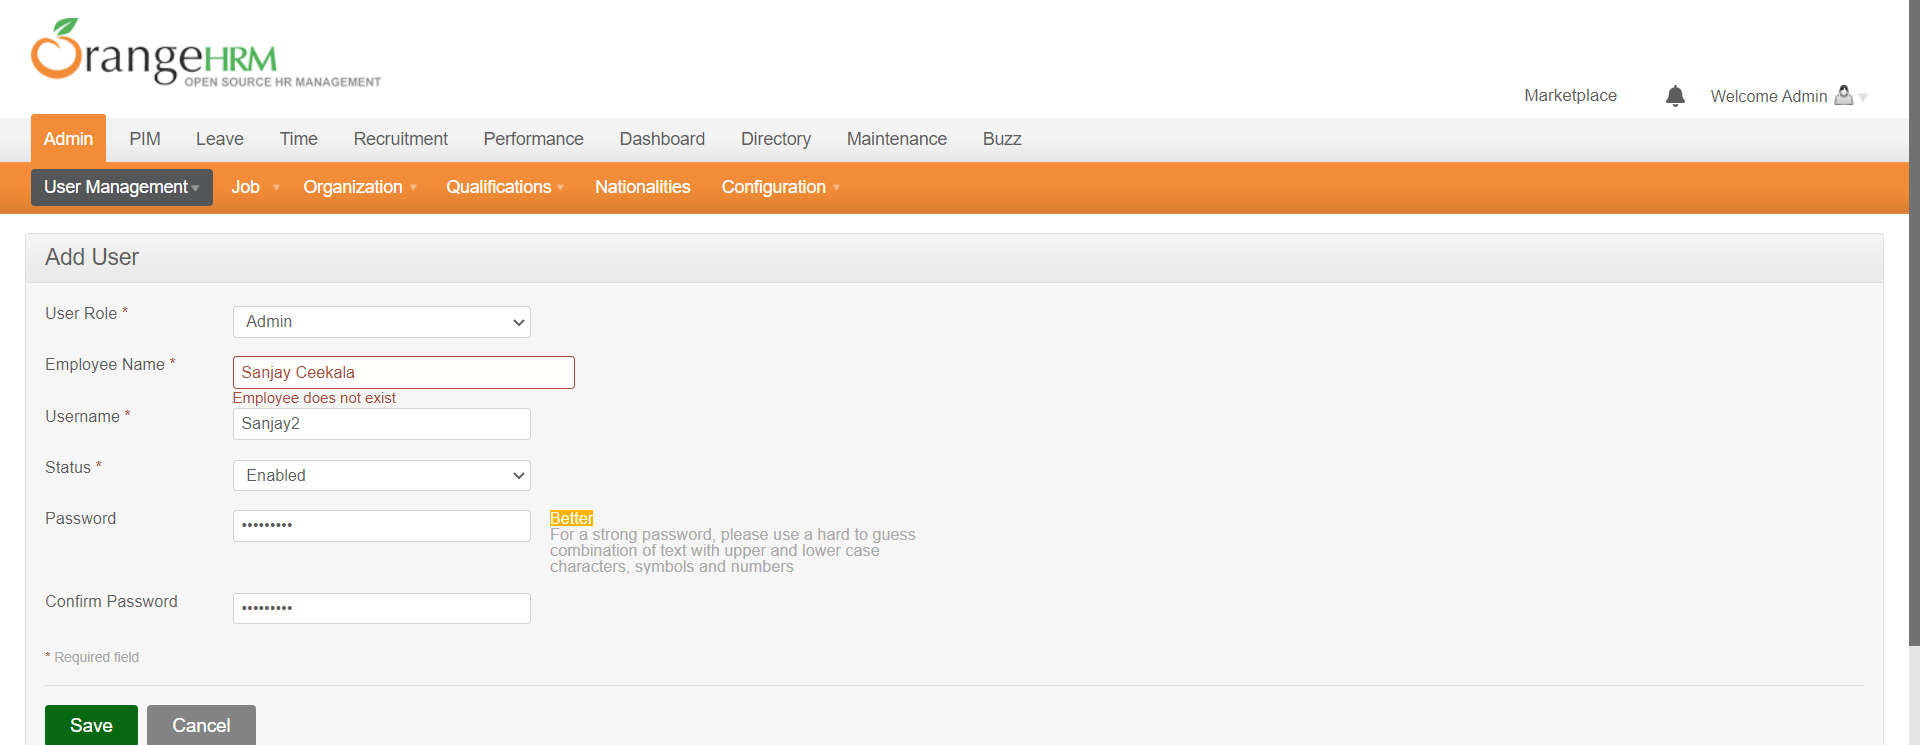 OrangeHRM
OPEN SOURCE HR MANAGEMENT
Marketplace Welcome Admin
Admin PIM Leave Time Recruitment Performance Dashboard Directory Maintenance Buzz
User Management Job Organization Qualifications Nationalities Configuration
Add User
User Role * Admin
Employee Name * Sanjay Ceekala
Employee does not exist
Username * Sanjay2
Status * Enabled
Password ••••••••• Better
For a strong password, please use a hard to guess
combination of text with upper and lower case
characters, symbols and numbers
Confirm Password •••••••••
* Required field
Save Cancel